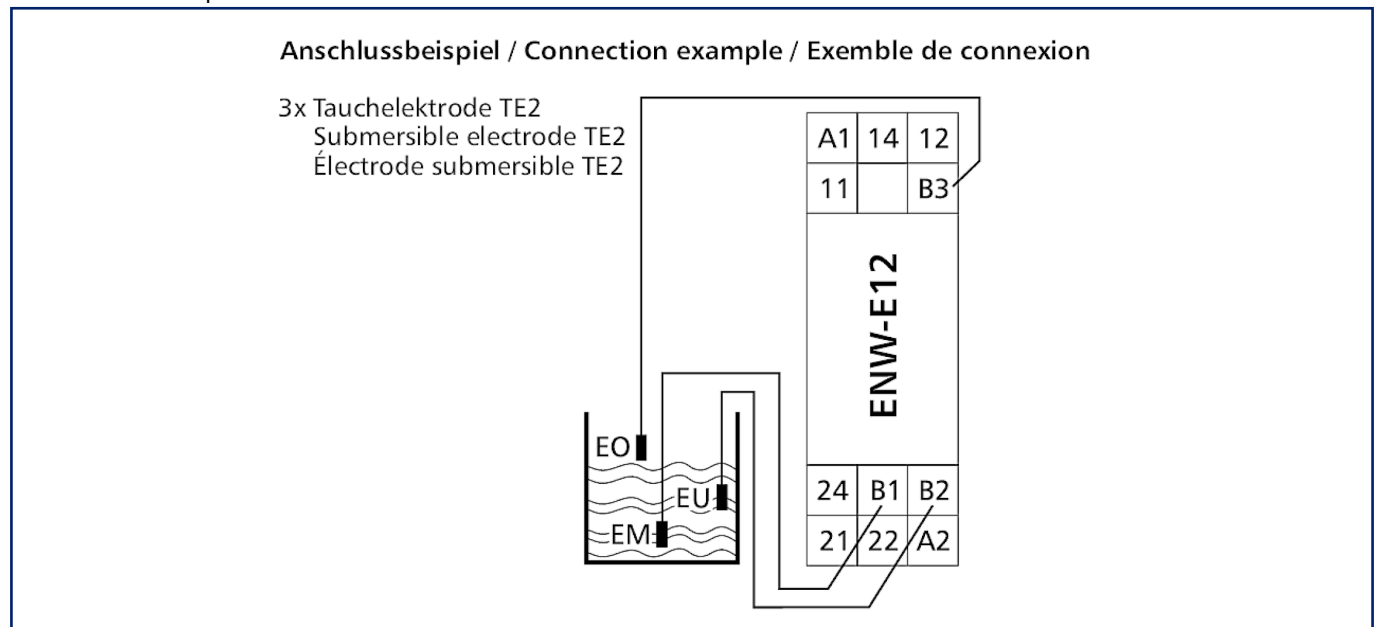 Anschlussbeispiel / Connection example / Exemble de connexion
3x Tauchelektrode TE2
Submersible electrode TE2
Électrode submersible TE2
A1 14 12
11 B3
ENW-E12
EO
EU
EM
24 B1 B2
21 22 A2